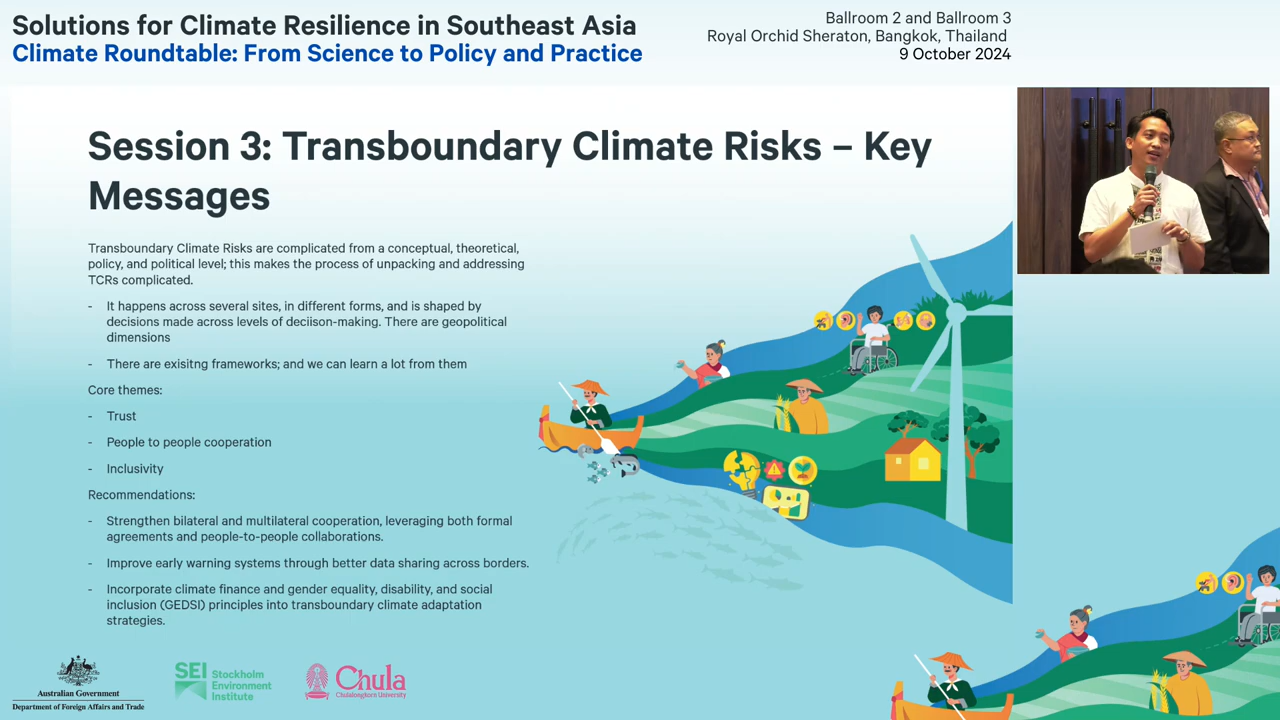 Solutions for Climate Resilience in Southeast Asia
Climate Roundtable: From Science to Policy and Practice
Ballroom 2 and Ballroom 3
Royal Orchid Sheraton, Bangkok, Thailand
9 October 2024
Session 3: Transboundary Climate Risks – Key
Messages
Transboundary Climate Risks are complicated from a conceptual, theoretical,
policy, and political level; this makes the process of unpacking and addressing
TCRs complicated.
- It happens across several sites, in different forms, and is shaped by
decisions made across levels of deciison-making. There are geopolitical
dimensions
- There are exisitng frameworks; and we can learn a lot from them
Core themes:
- Trust
- People to people cooperation
- Inclusivity
Recommendations:
- Strengthen bilateral and multilateral cooperation, leveraging both formal
agreements and people-to-people collaborations.
- Improve early warning systems through better data sharing across borders.
- Incorporate climate finance and gender equality, disability, and social
inclusion (GEDSI) principles into transboundary climate adaptation
strategies.
Australian Government
Department of Foreign Affairs and Trade
SEI Stockholm
Environment
Institute
Chula
Chulalongkorn University